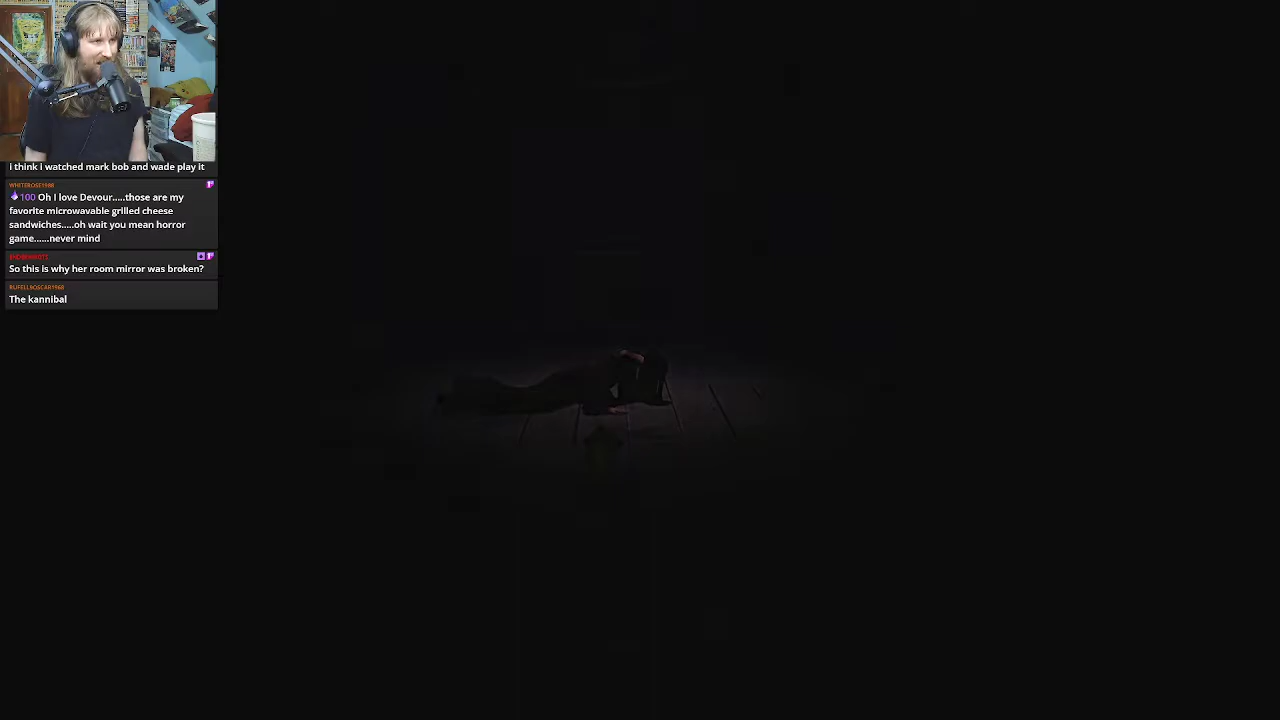 i think i watched mark bob and wade play it
WHITEROSE1988
100 Oh I love Devour.....those are my
favorite microwavable grilled cheese
sandwiches.....oh wait you mean horror
game......never mind
So this is why her room mirror was broken?
The kannibal